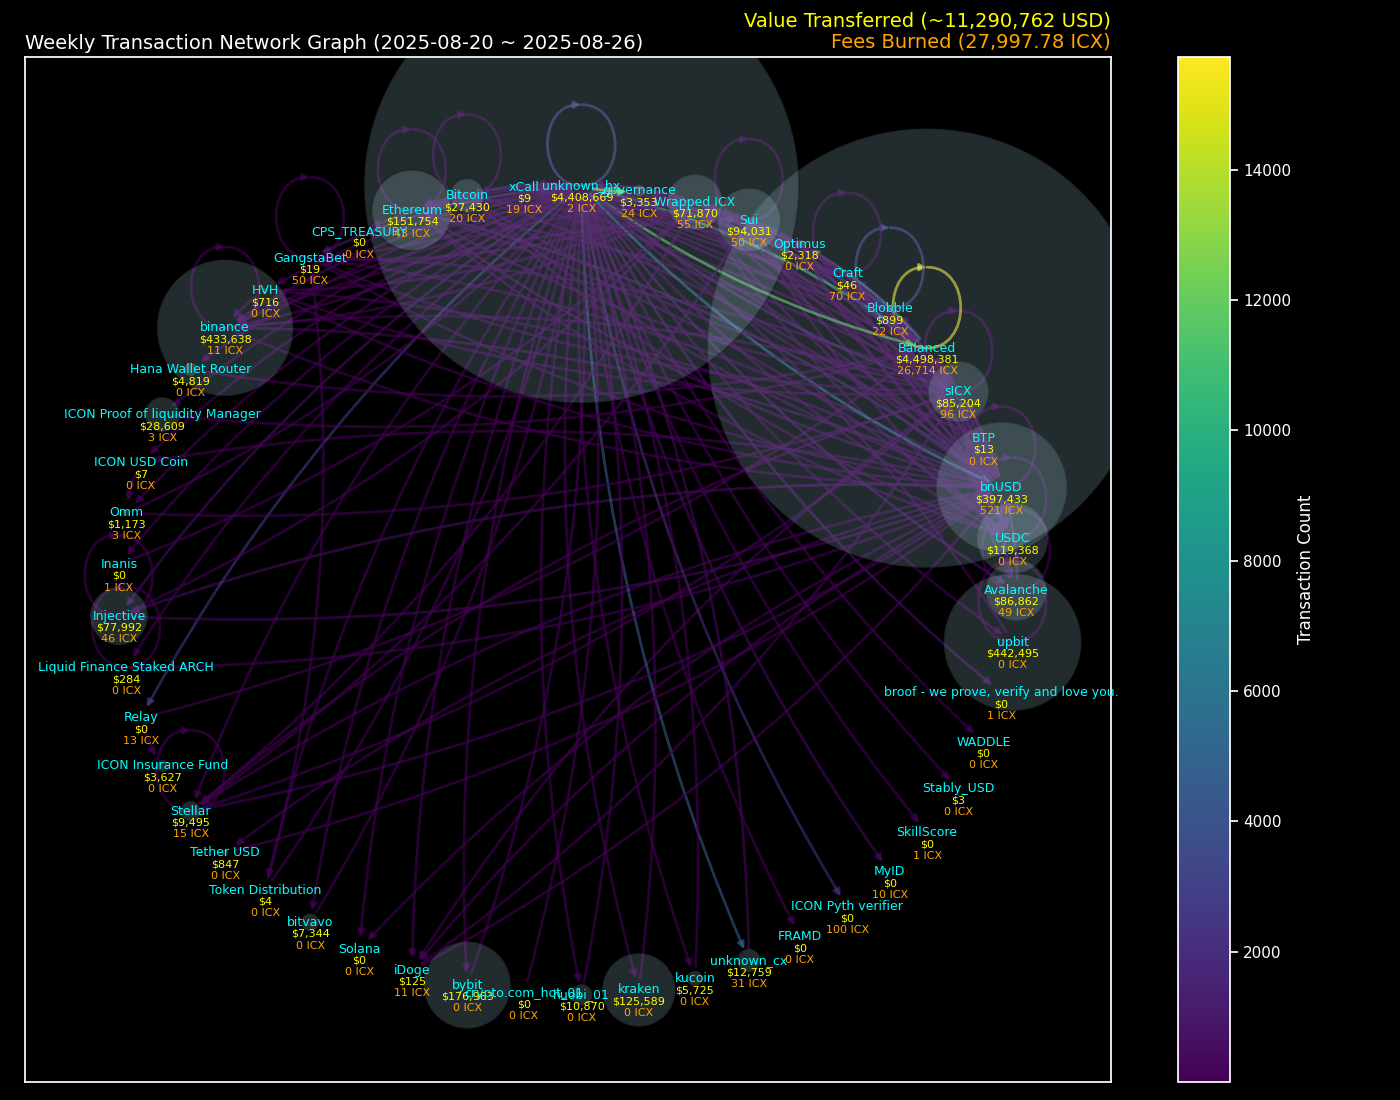 Value Transferred (~11,290,762 USD)
Weekly Transaction Network Graph (2025-08-20 ~ 2025-08-26)
Fees Burned (27,997.78 ICX)
xCall
$9
19 ICX
unknown_hx
$4,408,669
2 ICX
$3,353
24 ICX
Wrapped ICX
$71,870
55 ICX
Bitcoin
$27,430
20 ICX
Ethereum
$151,754
Sui
$94,031
50 ICX
CPS_TREASURY
$0
0 ICX
Optimus
$2,318
0 ICX
GangstaBet
$19
50 ICX
Craft
$46
70 ICX
HVH
$716
0 ICX
Blobble
$899
22 ICX
binance
$433,638
11 ICX
Balanced
$4,498,381
26,714 ICX
Hana Wallet Router
$4,819
0 ICX
sICX
$85,204
96 ICX
ICON Proof of liquidity Manager
$28,609
3 ICX
BTP
$13
0 ICX
ICON USD Coin
$7
0 ICX
bnUSD
$397,433
521 ICX
Omm
$1,173
3 ICX
USDC
$119,368
0 ICX
Inanis
$0
1 ICX
Avalanche
$86,862
49 ICX
Injective
$77,992
46 ICX
upbit
$442,495
0 ICX
Liquid Finance Staked ARCH
$284
0 ICX
broof - we prove, verify and love you.
$0
1 ICX
Relay
$0
13 ICX
WADDLE
$0
0 ICX
ICON Insurance Fund
$3,627
0 ICX
Stably_USD
$3
0 ICX
Stellar
$9,495
15 ICX
SkillScore
$0
1 ICX
Tether USD
$847
0 ICX
MyID
$0
10 ICX
Token Distribution
$4
0 ICX
ICON Pyth verifier
$0
100 ICX
bitvavo
$7,344
0 ICX
FRAMD
$0
0 ICX
Solana
$0
0 ICX
unknown_cx
$12,759
31 ICX
iDoge
$125
11 ICX
kucoin
$5,725
0 ICX
bybit
0 ICX
kraken
$125,589
0 ICX
crypto.com_hot_01
$0
0 ICX
huobi_01
$10,870
0 ICX
14000
12000
10000
8000
6000
4000
2000
Transaction Count